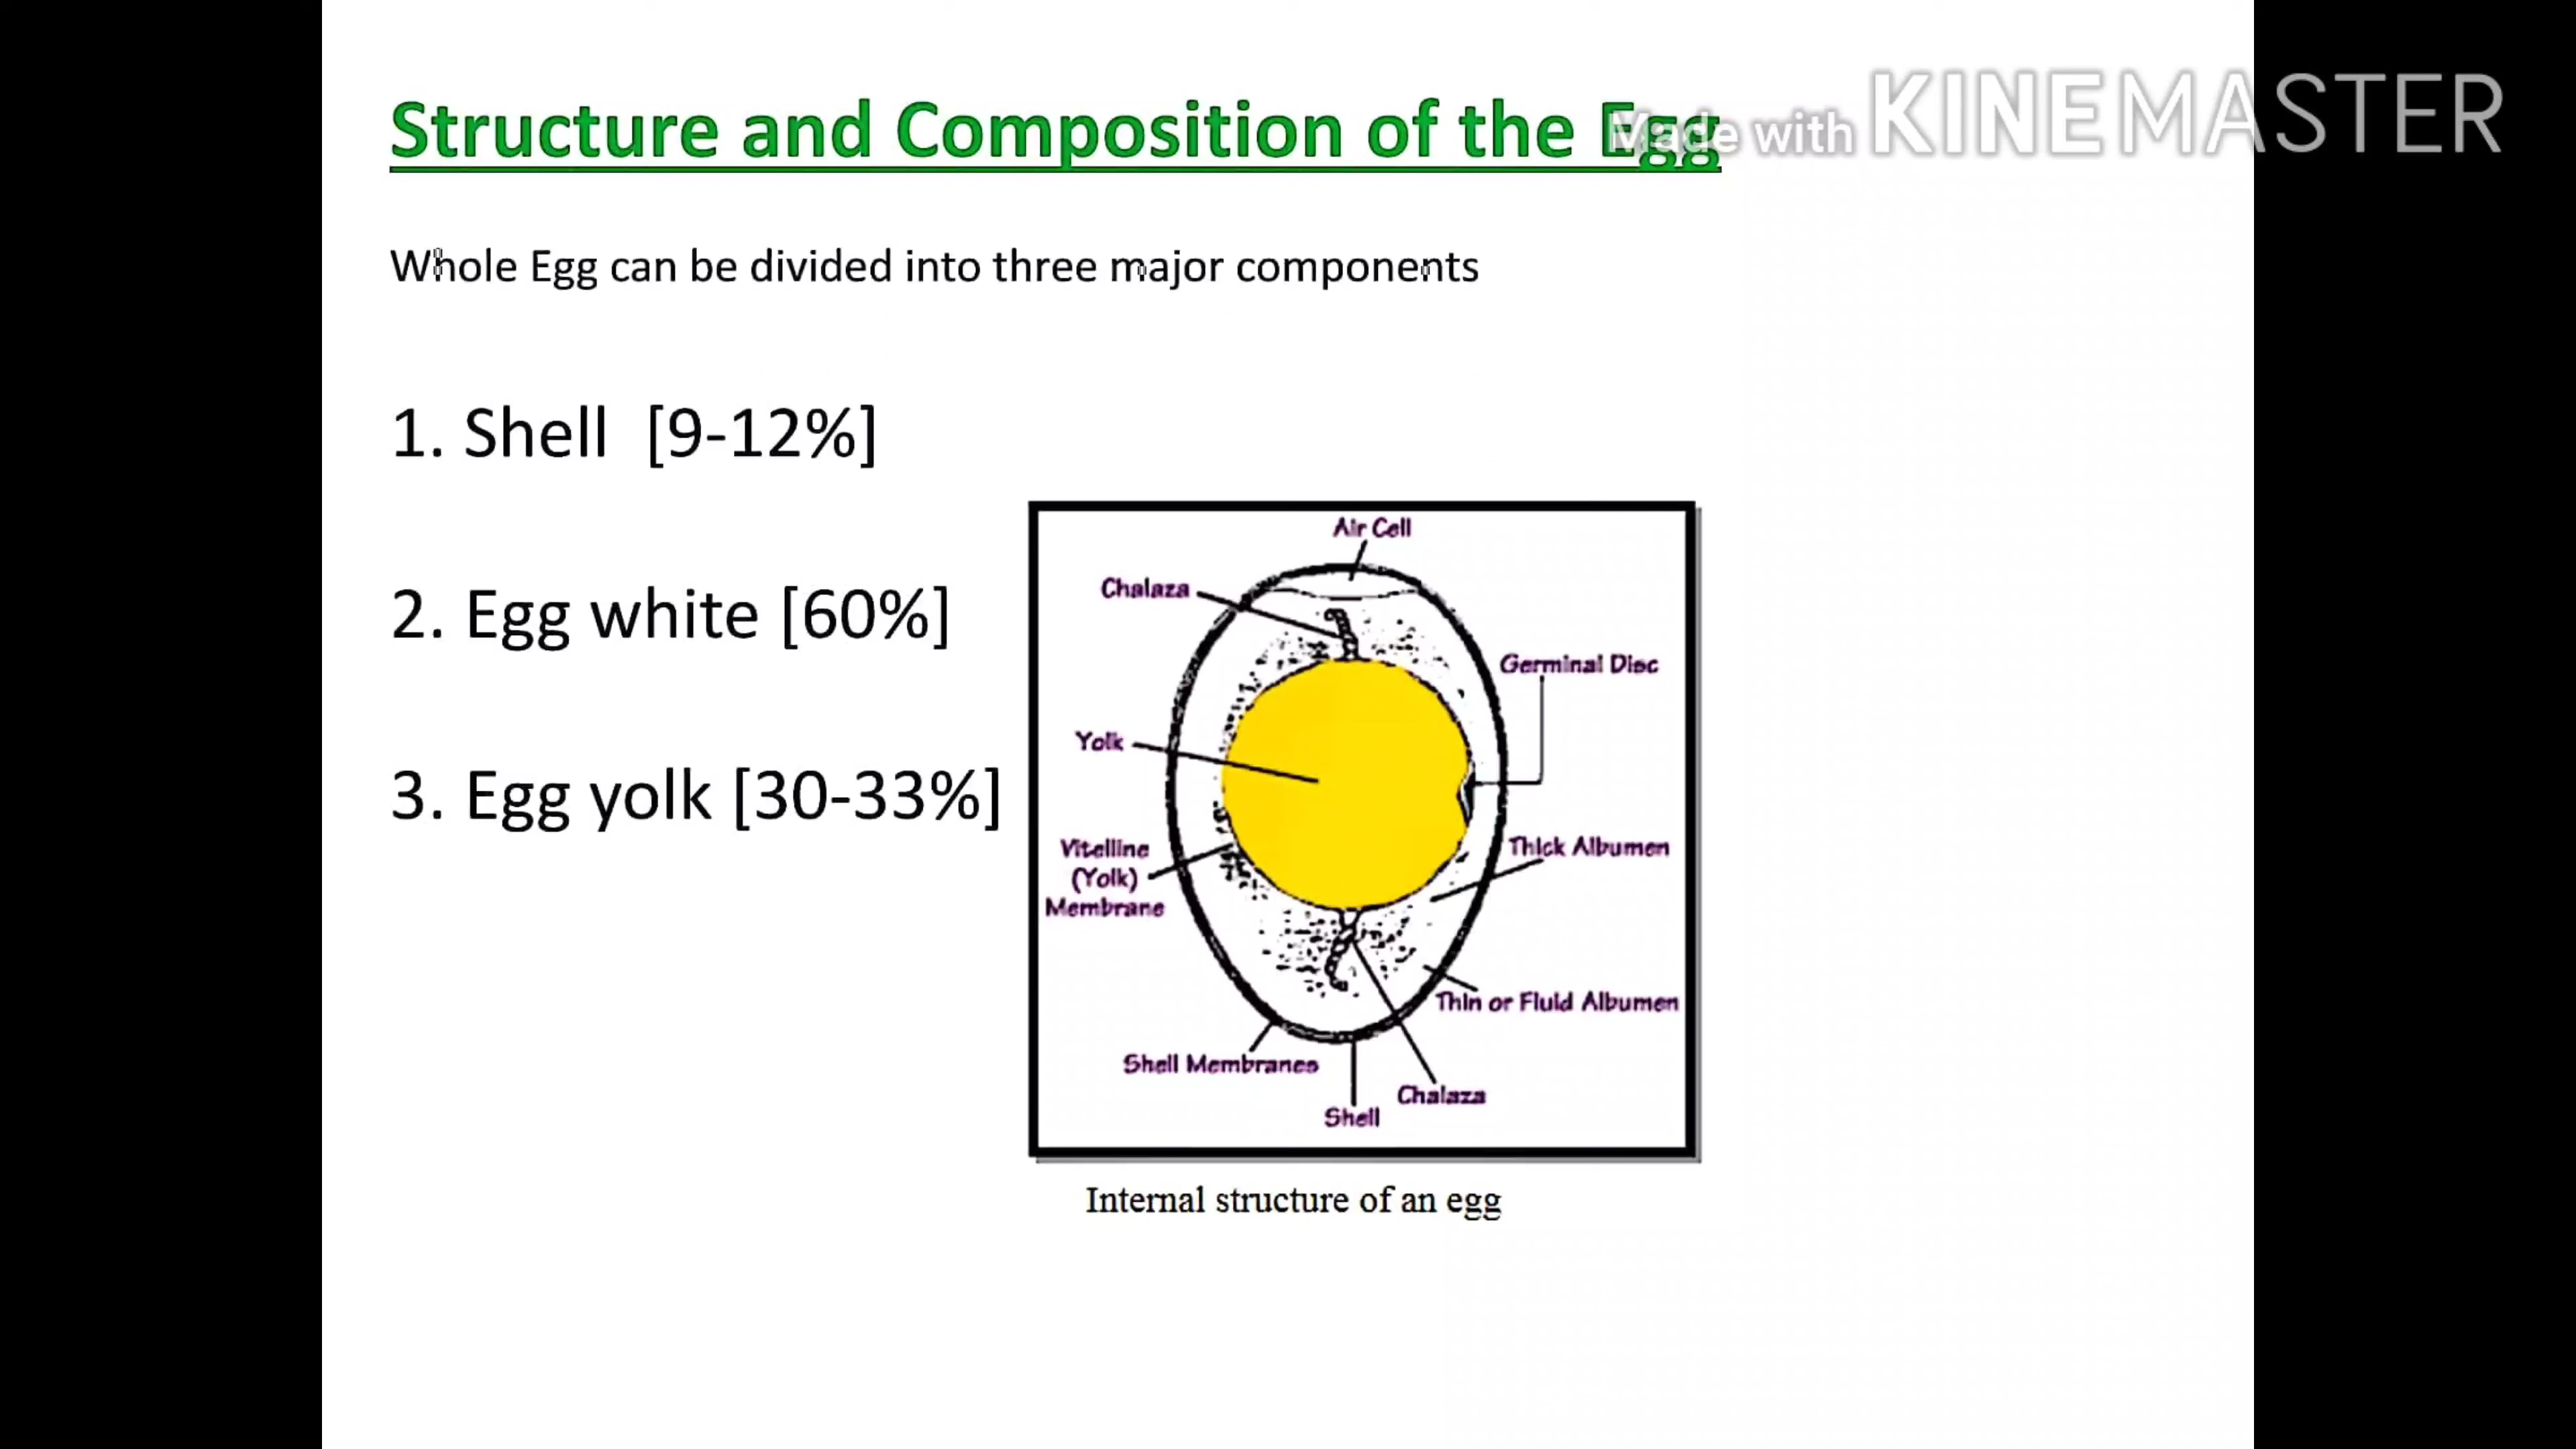 Structure and Composition of the Egg
Made with KINEMASTER
Whole Egg can be divided into three major components
1. Shell [9-12%]
2. Egg white [60%]
3. Egg yolk [30-33%]
Air Cell
Chalaza
Germinal Disc
Yolk
Vitelline
(Yolk)
Membrane
Thick Albumen
Thin or Fluid Albumen
Shell Membranes
Chalaza
Shell
Internal structure of an egg